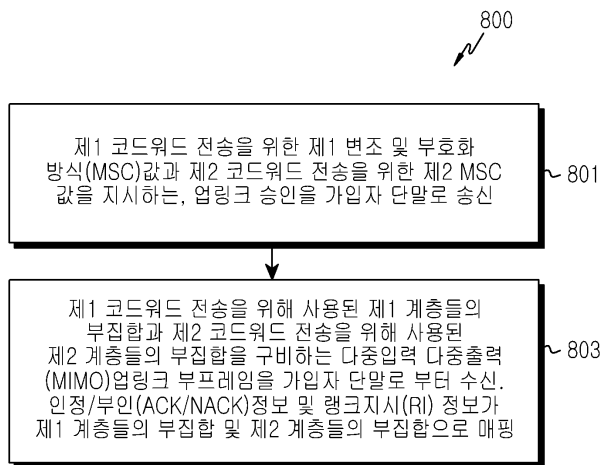 800
제1 코드워드 전송을 위한 제1 변조 및 부호화
방식(MSC)값과 제2 코드워드 전송을 위한 제2 MSC
값을 지시하는, 업링크 승인을 가입자 단말로 송신
801
제1 코드워드 전송을 위해 사용된 제1 계층들의
부집합과 제2 코드워드 전송을 위해 사용된
제2 계층들의 부집합을 구비하는 다중입력 다중출력
(MIMO)업링크 부프레임을 가입자 단말로 부터 수신.
인정/부인(ACK/NACK)정보 및 랭크지시(RI) 정보가
제1 계층들의 부집합 및 제2 계층들의 부집합으로 매핑
803